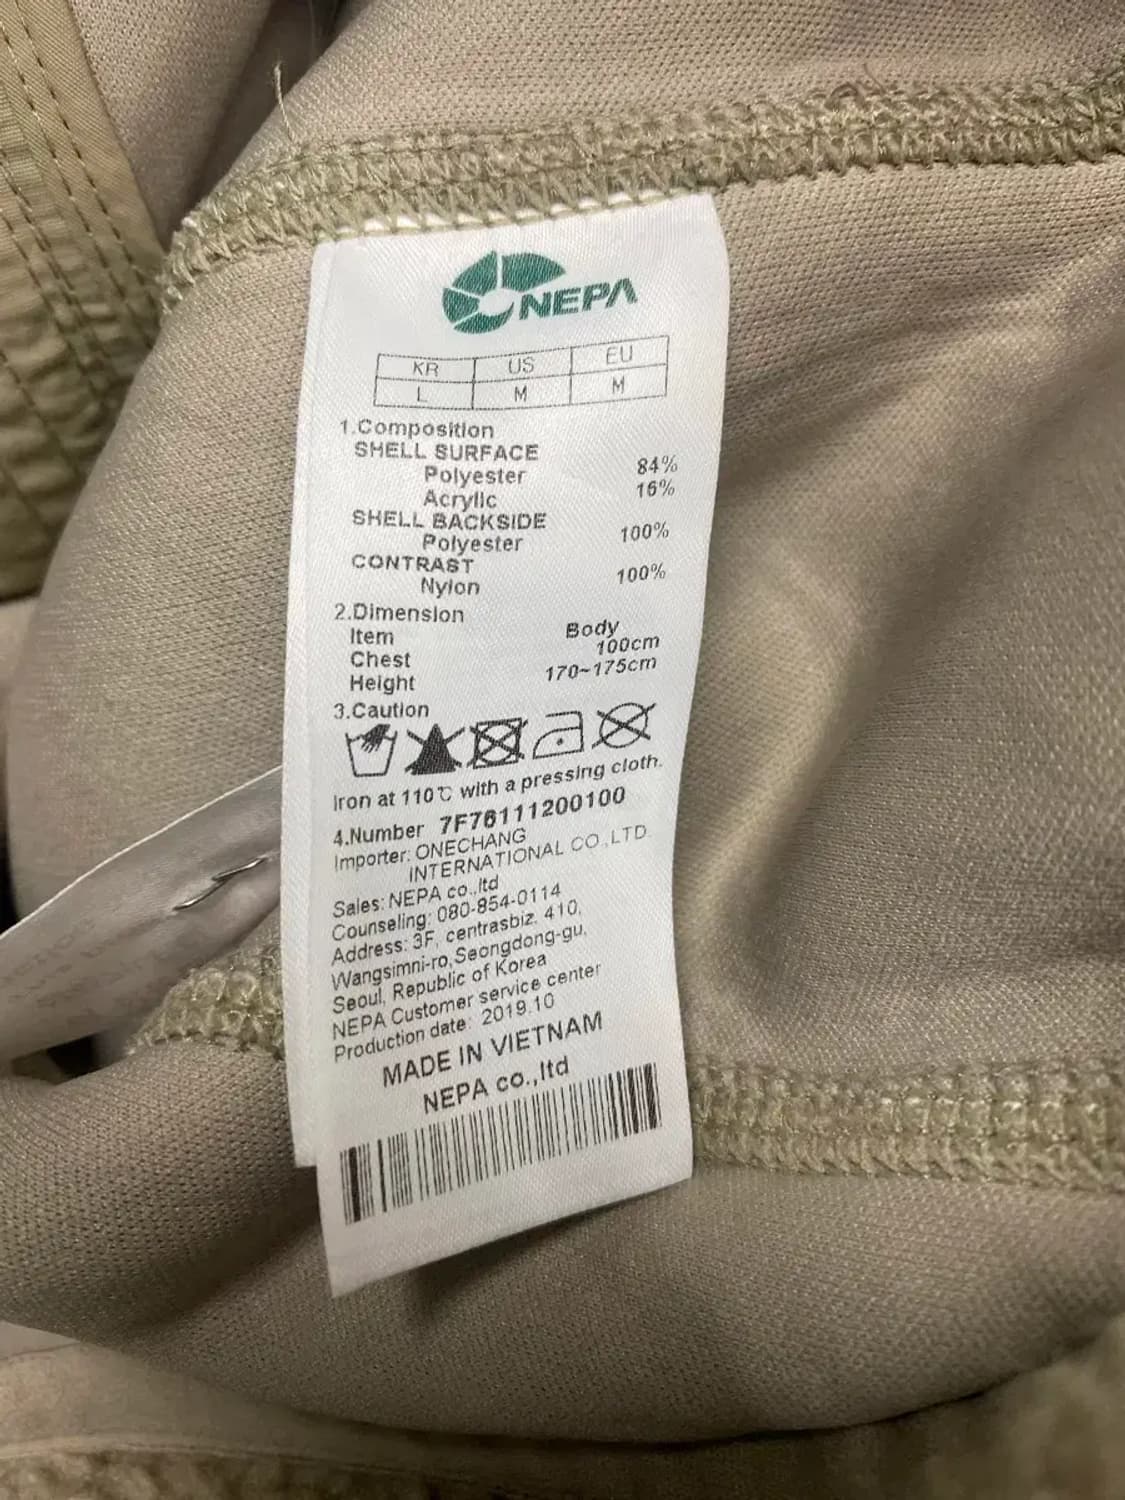 NEPA
KR US EU
L M M
1.Composition
SHELL SURFACE
Polyester 84%
Acrylic 16%
SHELL BACKSIDE
Polyester 100%
CONTRAST
Nylon 100%
2.Dimension
Item Body
Chest 100cm
Height 170~175cm
3.Caution
Iron at 110℃ with a pressing cloth.
4.Number 7F76111200100
Importer: ONECHANG
INTERNATIONAL CO.,LTD
Sales: NEPA co.,ltd
Counseling: 080-854-0114
Address: 3F, centrasbiz. 410,
Wangsimni-ro, Seongdong-gu,
Seoul, Republic of Korea
NEPA Customer service center
Production date: 2019.10
MADE IN VIETNAM
NEPA co.,ltd